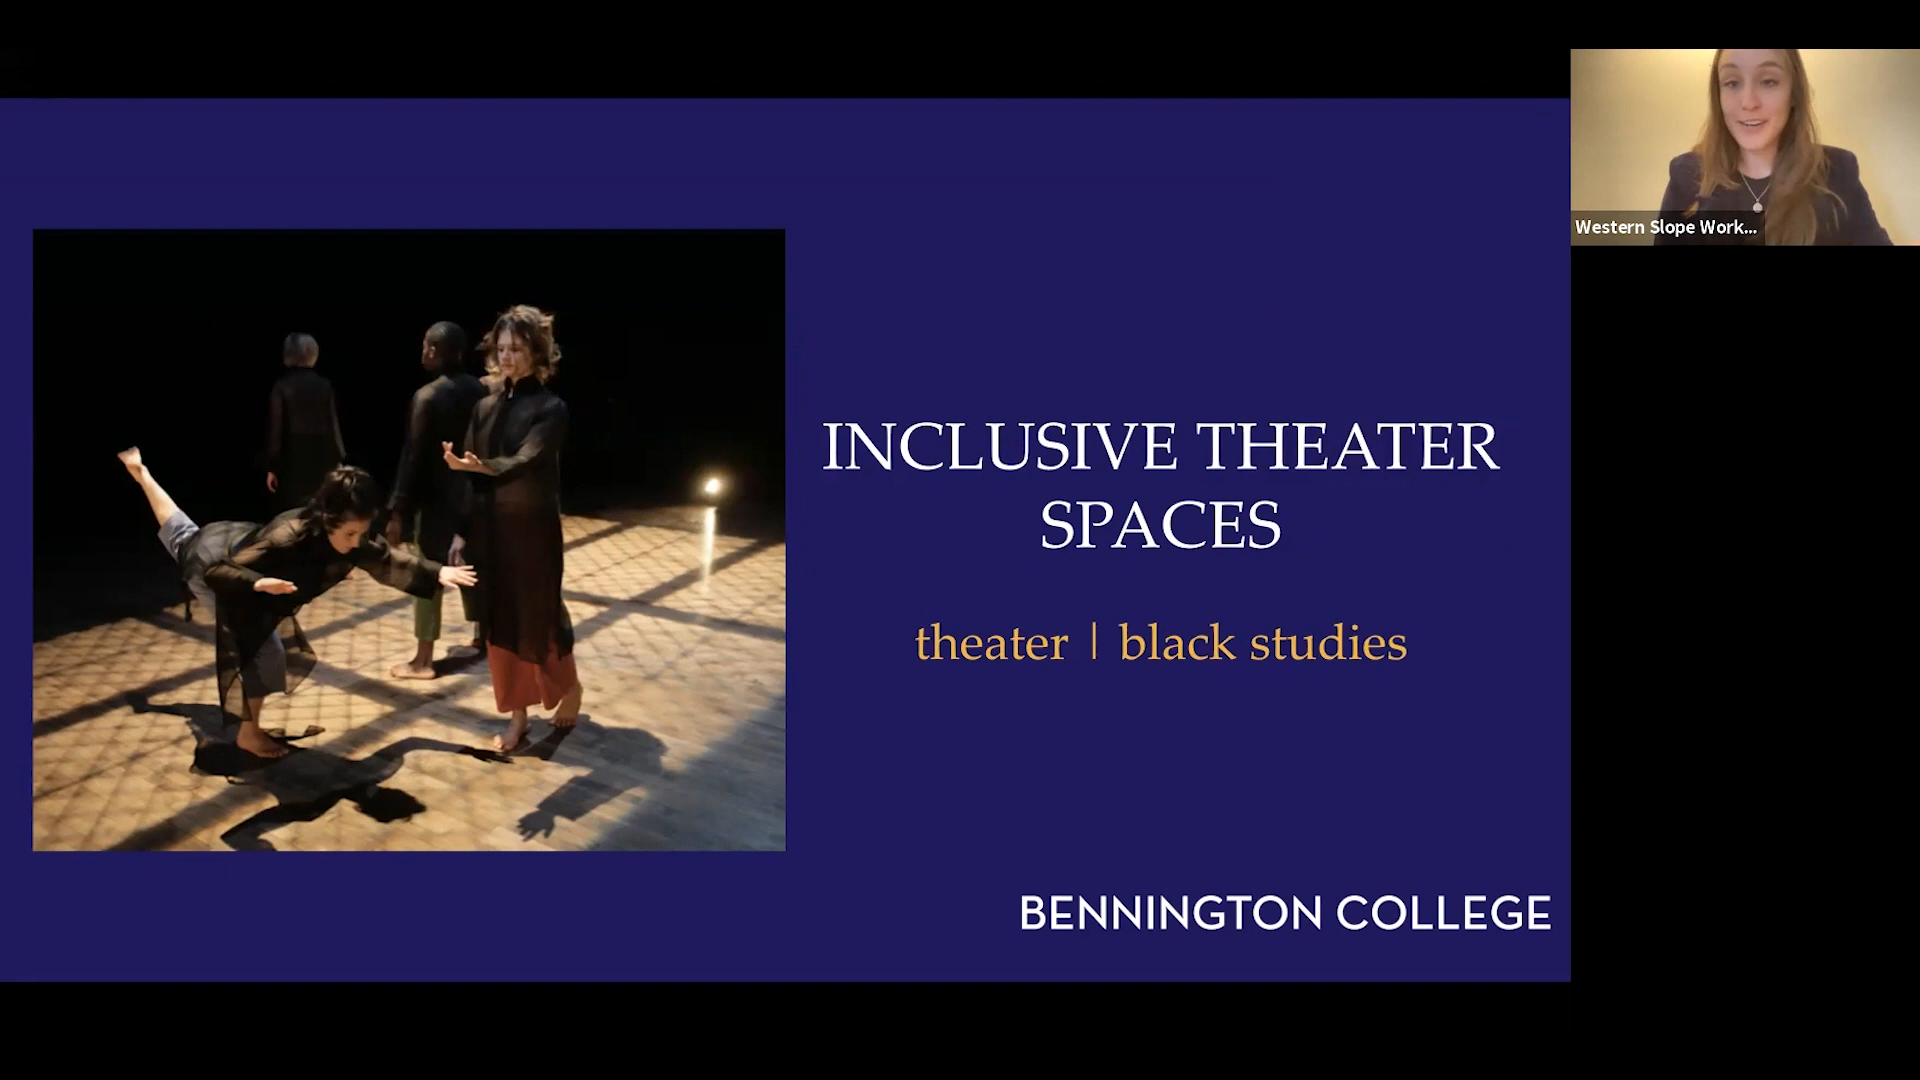 Western Slope Work...
INCLUSIVE THEATER
SPACES
theater | black studies
BENNINGTON COLLEGE